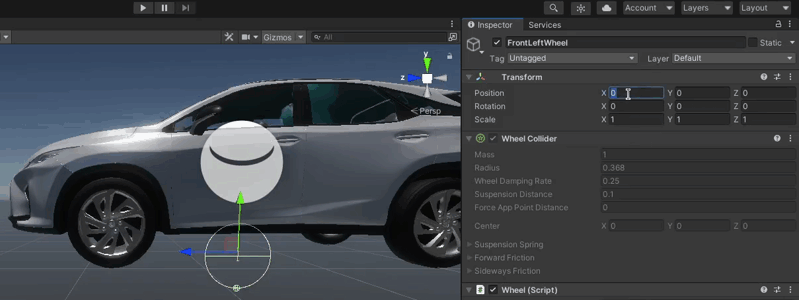 Account Layers Layout
Inspector Services
Gizmos All
FrontLeftWheel Static
Tag Untagged Layer Default
Transform
y
z
Persp
Position X 0 Y 0 Z 0
Rotation X 0 Y 0 Z 0
Scale X 1 Y 1 Z 1
Wheel Collider
Mass 1
Radius 0.368
Wheel Damping Rate 0.25
Suspension Distance 0.1
Force App Point Distance 0
Center X 0 Y 0 Z 0
Suspension Spring
Forward Friction
Sideways Friction
Wheel (Script)